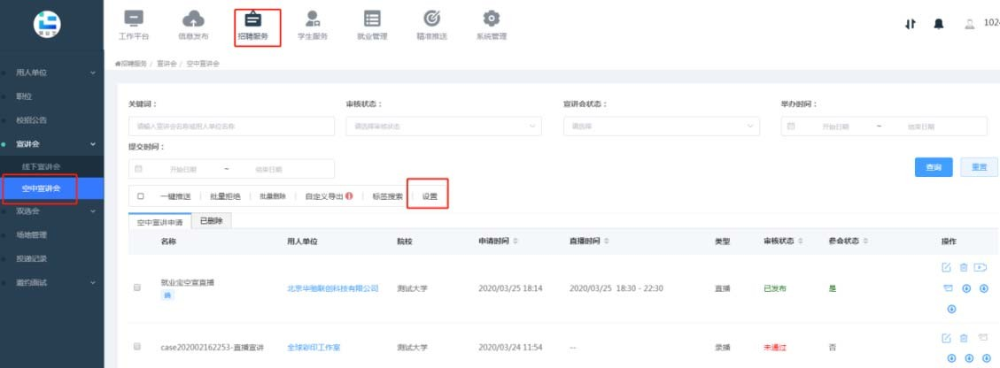 工作平台 信息发布 招聘服务 学生服务 就业管理 精准推送 系统管理
102
招聘服务 / 宣讲会 / 空中宣讲会
用人单位
职位
校招公告
宣讲会
线下宣讲会
空中宣讲会
双选会
场地管理
投递记录
邀约面试
关键词： 审核状态： 宣讲会状态： 举办时间：
请输入宣讲会名称或用人单位名称 请选择审核状态 请选择 开始日期 ~ 结束日期
提交时间：
开始日期 ~ 结束日期
查询 重置
一键推送 批量拒绝 批量删除 自定义导出 标签搜索 设置
空中宣讲申请 已删除
名称 用人单位 院校 申请时间 直播时间 类型 审核状态 参会状态 操作
就业宝空宣直播 北京华驰联创科技有限公司 测试大学 2020/03/25 18:14 2020/03/25 18:30 - 22:30 直播 已发布 是
case202002162253-直播宣讲 全球彩印工作室 测试大学 2020/03/24 11:54 -- 录播 未通过 否